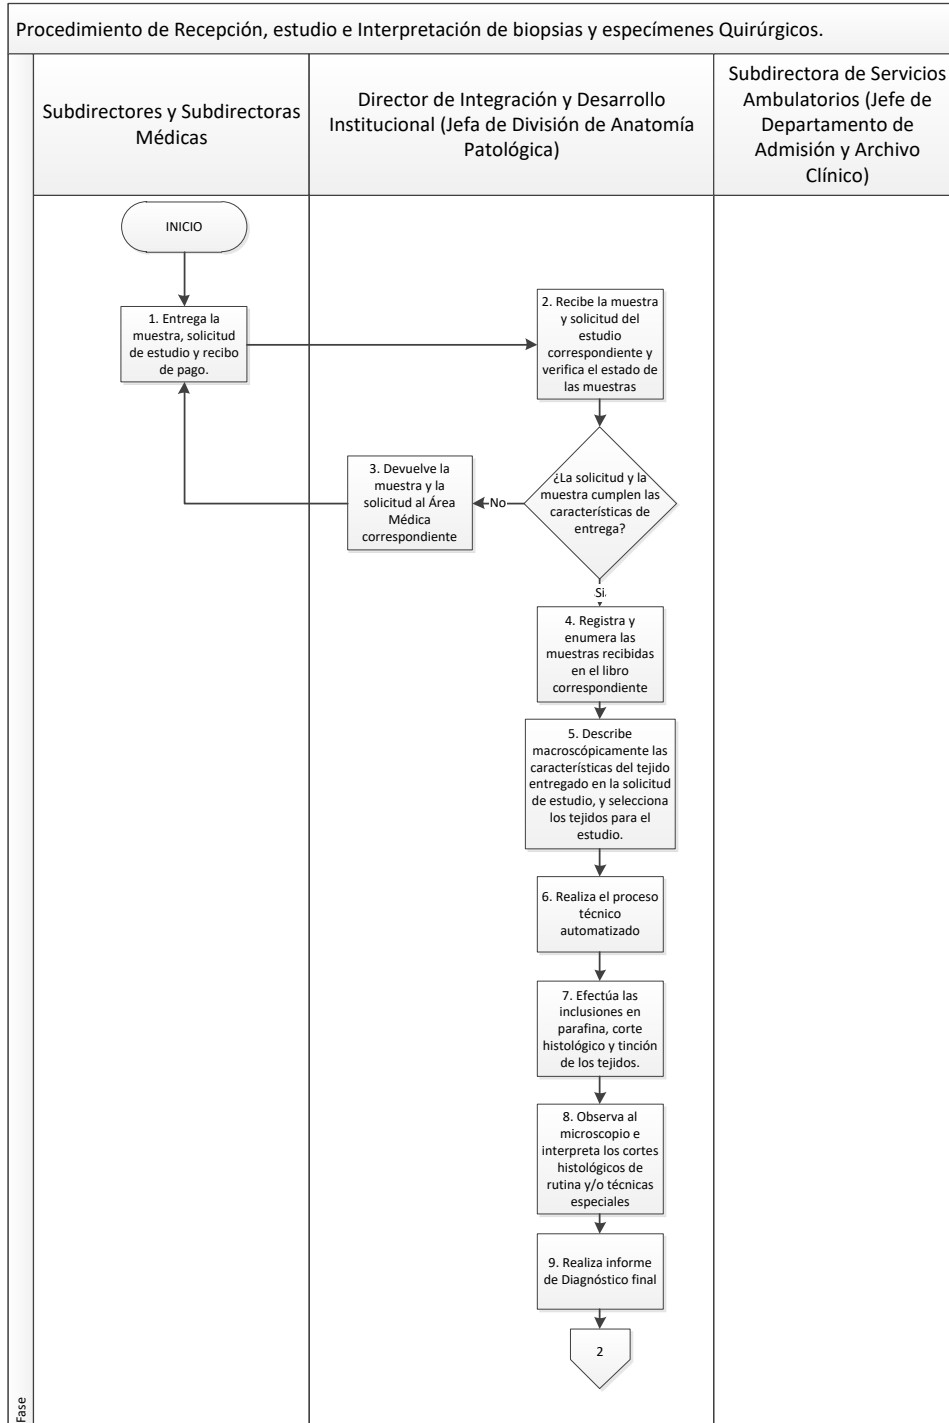 Procedimiento de Recepción, estudio e Interpretación de biopsias y especímenes Quirúrgicos.
Subdirectores y Subdirectoras
Médicas
Director de Integración y Desarrollo
Institucional (Jefa de División de Anatomía
Patológica)
Subdirectora de Servicios
Ambulatorios (Jefe de
Departamento de
Admisión y Archivo
Clínico)
INICIO
1. Entrega la
muestra, solicitud
de estudio y recibo
de pago.
2. Recibe la muestra
y solicitud del
estudio
correspondiente y
verifica el estado de
las muestras
¿La solicitud y la
muestra cumplen las
características de
entrega?
No
3. Devuelve la
muestra y la
solicitud al Área
Médica
correspondiente
Si
4. Registra y
enumera las
muestras recibidas
en el libro
correspondiente
5. Describe
macroscópicamente las
características del tejido
entregado en la solicitud
de estudio, y selecciona
los tejidos para el
estudio.
6. Realiza el proceso
técnico
automatizado
7. Efectúa las
inclusiones en
parafina, corte
histológico y tinción
de los tejidos.
8. Observa al
microscopio e
interpreta los cortes
histológicos de
rutina y/o técnicas
especiales
9. Realiza informe
de Diagnóstico final
2
Fase